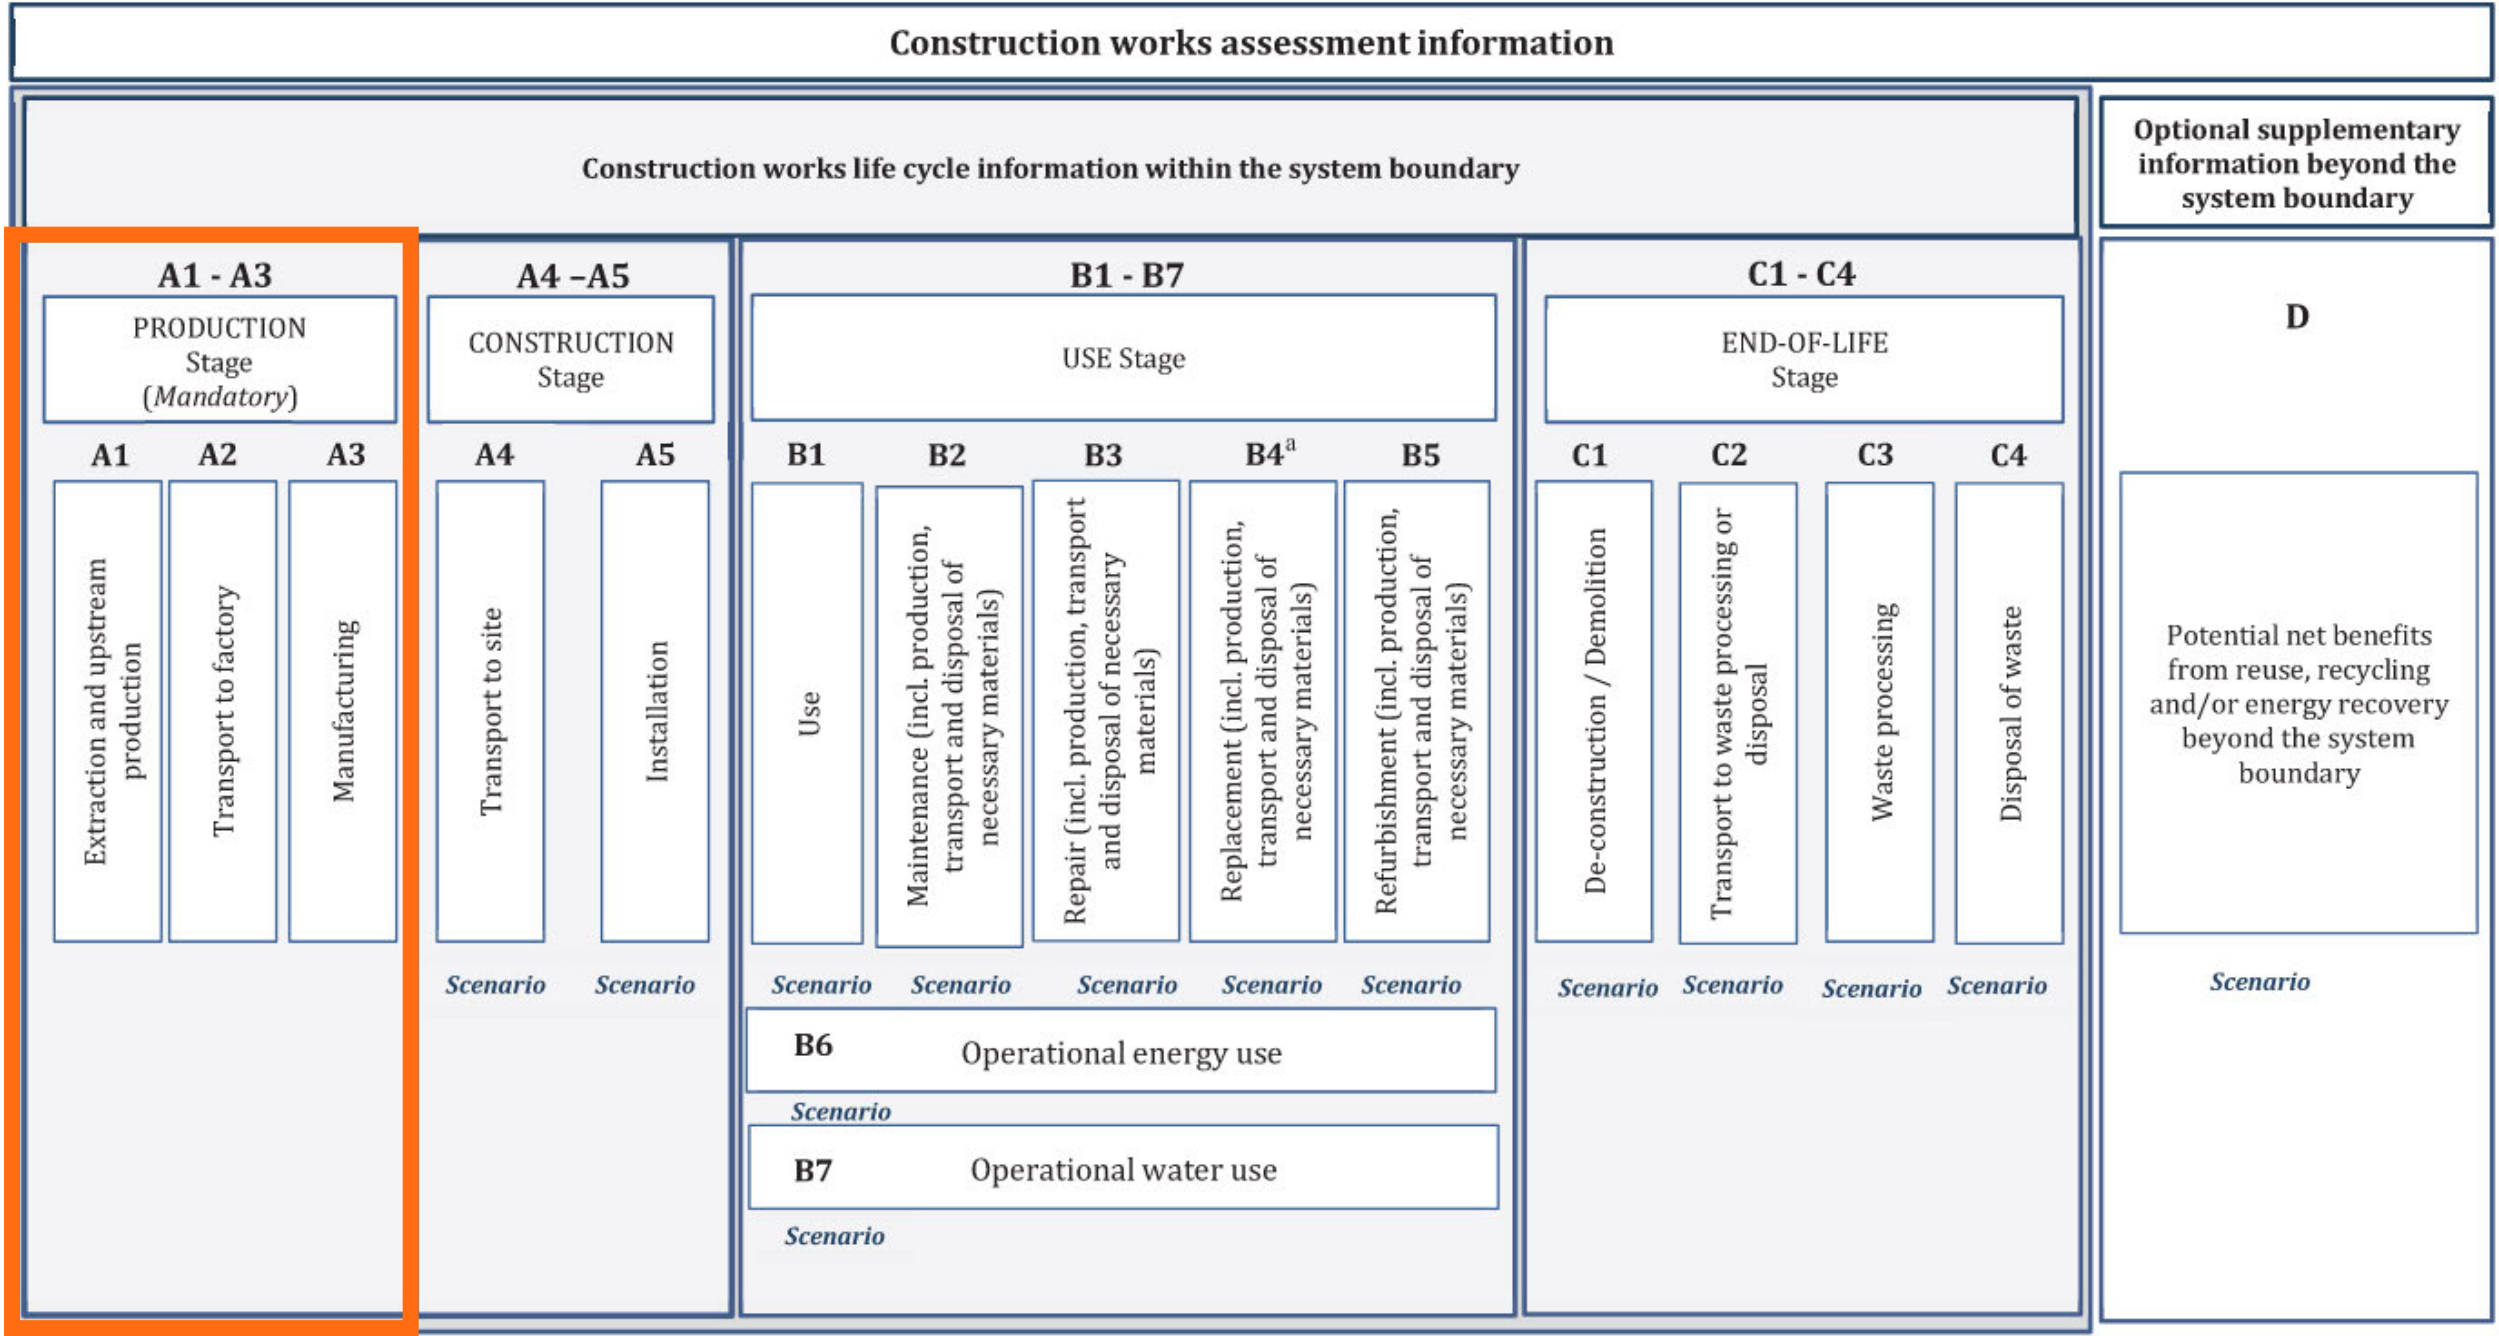 Construction works assessment information
Construction works life cycle information within the system boundary
Optional supplementary
information beyond the
system boundary
A1 - A3
PRODUCTION
Stage
(Mandatory)
A1
A2
A3
Extraction and upstream
production
Transport to factory
Manufacturing
A4 –A5
CONSTRUCTION
Stage
A4
A5
Transport to site
Installation
Scenario
Scenario
B1 - B7
USE Stage
B1
B2
B3
B4ᵃ
B5
Use
Maintenance (incl. production,
transport and disposal of
necessary materials)
Repair (incl. production, transport
and disposal of necessary
materials)
Replacement (incl. production,
transport and disposal of
necessary materials)
Refurbishment (incl. production,
transport and disposal of
necessary materials)
Scenario
Scenario
Scenario
Scenario
Scenario
B6
Operational energy use
Scenario
B7
Operational water use
Scenario
C1 - C4
END-OF-LIFE
Stage
C1
C2
C3
C4
De-construction / Demolition
Transport to waste processing or
disposal
Waste processing
Disposal of waste
Scenario
Scenario
Scenario
Scenario
D
Potential net benefits
from reuse, recycling
and/or energy recovery
beyond the system
boundary
Scenario